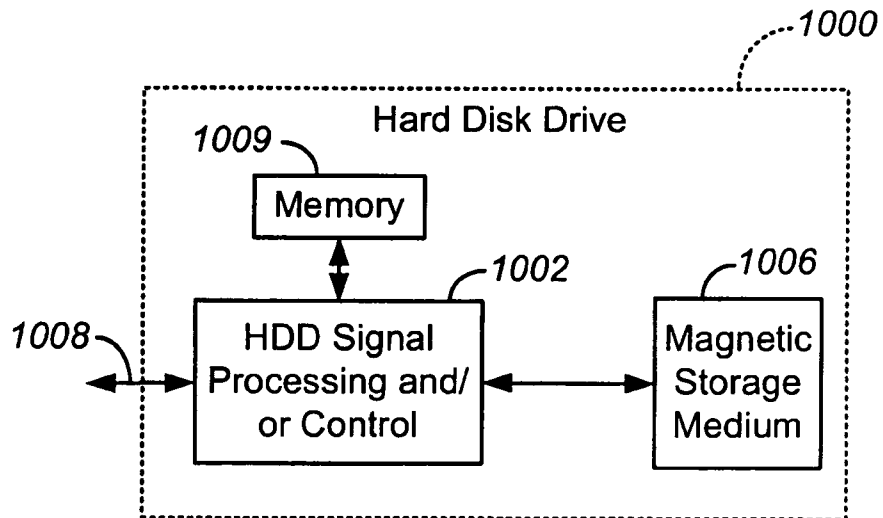 1000
Hard Disk Drive
1009
Memory
1002
1006
1008
HDD Signal
Processing and/
or Control
Magnetic
Storage
Medium